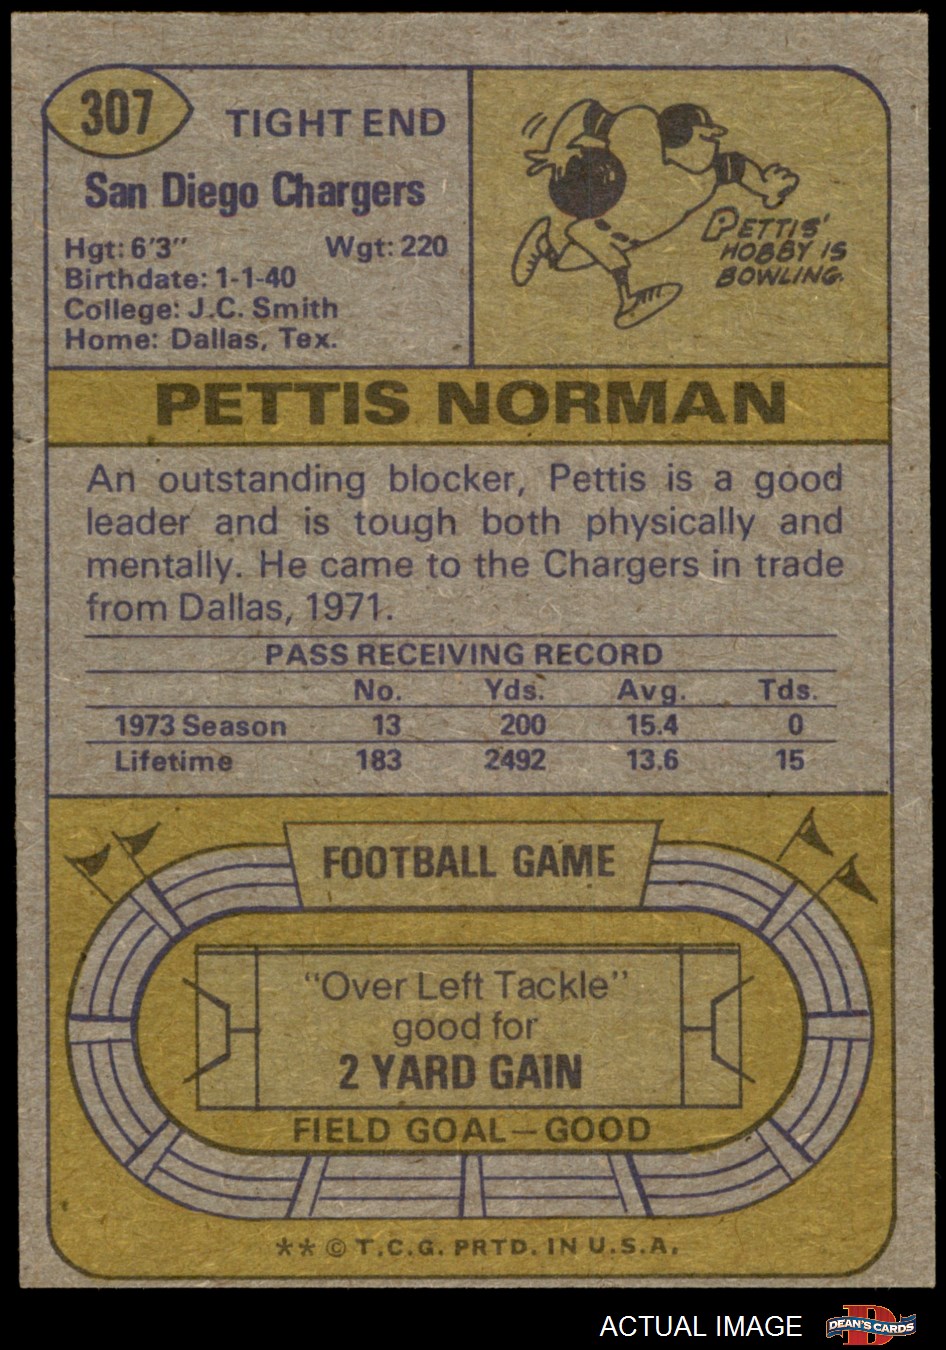 307
TIGHT END
San Diego Chargers
Hgt: 6'3" Wgt: 220
Birthdate: 1-1-40
College: J.C. Smith
Home: Dallas, Tex.
PETTIS'
HOBBY IS
BOWLING.
PETTIS NORMAN
An outstanding blocker, Pettis is a good
leader and is tough both physically and
mentally. He came to the Chargers in trade
from Dallas, 1971.
PASS RECEIVING RECORD
No. Yds. Avg. Tds.
1973 Season 13 200 15.4 0
Lifetime 183 2492 13.6 15
FOOTBALL GAME
"Over Left Tackle"
good for
2 YARD GAIN
FIELD GOAL—GOOD
** © T.C.G. PRTD. IN U.S.A.
ACTUAL IMAGE
D
DEAN'S CARDS